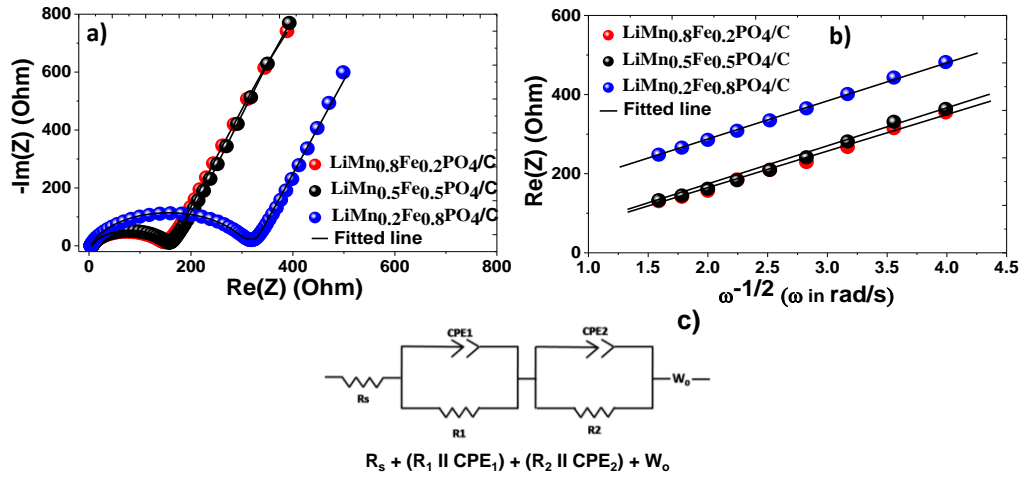 a)
-Im(Z) (Ohm)
800
600
400
200
0
LiMn0.8Fe0.2PO4/C
LiMn0.5Fe0.5PO4/C
LiMn0.2Fe0.8PO4/C
Fitted line
0 200 400 600 800
Re(Z) (Ohm)
b)
Re(Z) (Ohm)
600
400
200
0
LiMn0.8Fe0.2PO4/C
LiMn0.5Fe0.5PO4/C
LiMn0.2Fe0.8PO4/C
Fitted line
1.0 1.5 2.0 2.5 3.0 3.5 4.0 4.5
ω-1/2 (ω in rad/s)
c)
CPE1 CPE2
Rs R1 R2 Wo
Rs + (R1 II CPE1) + (R2 II CPE2) + Wo